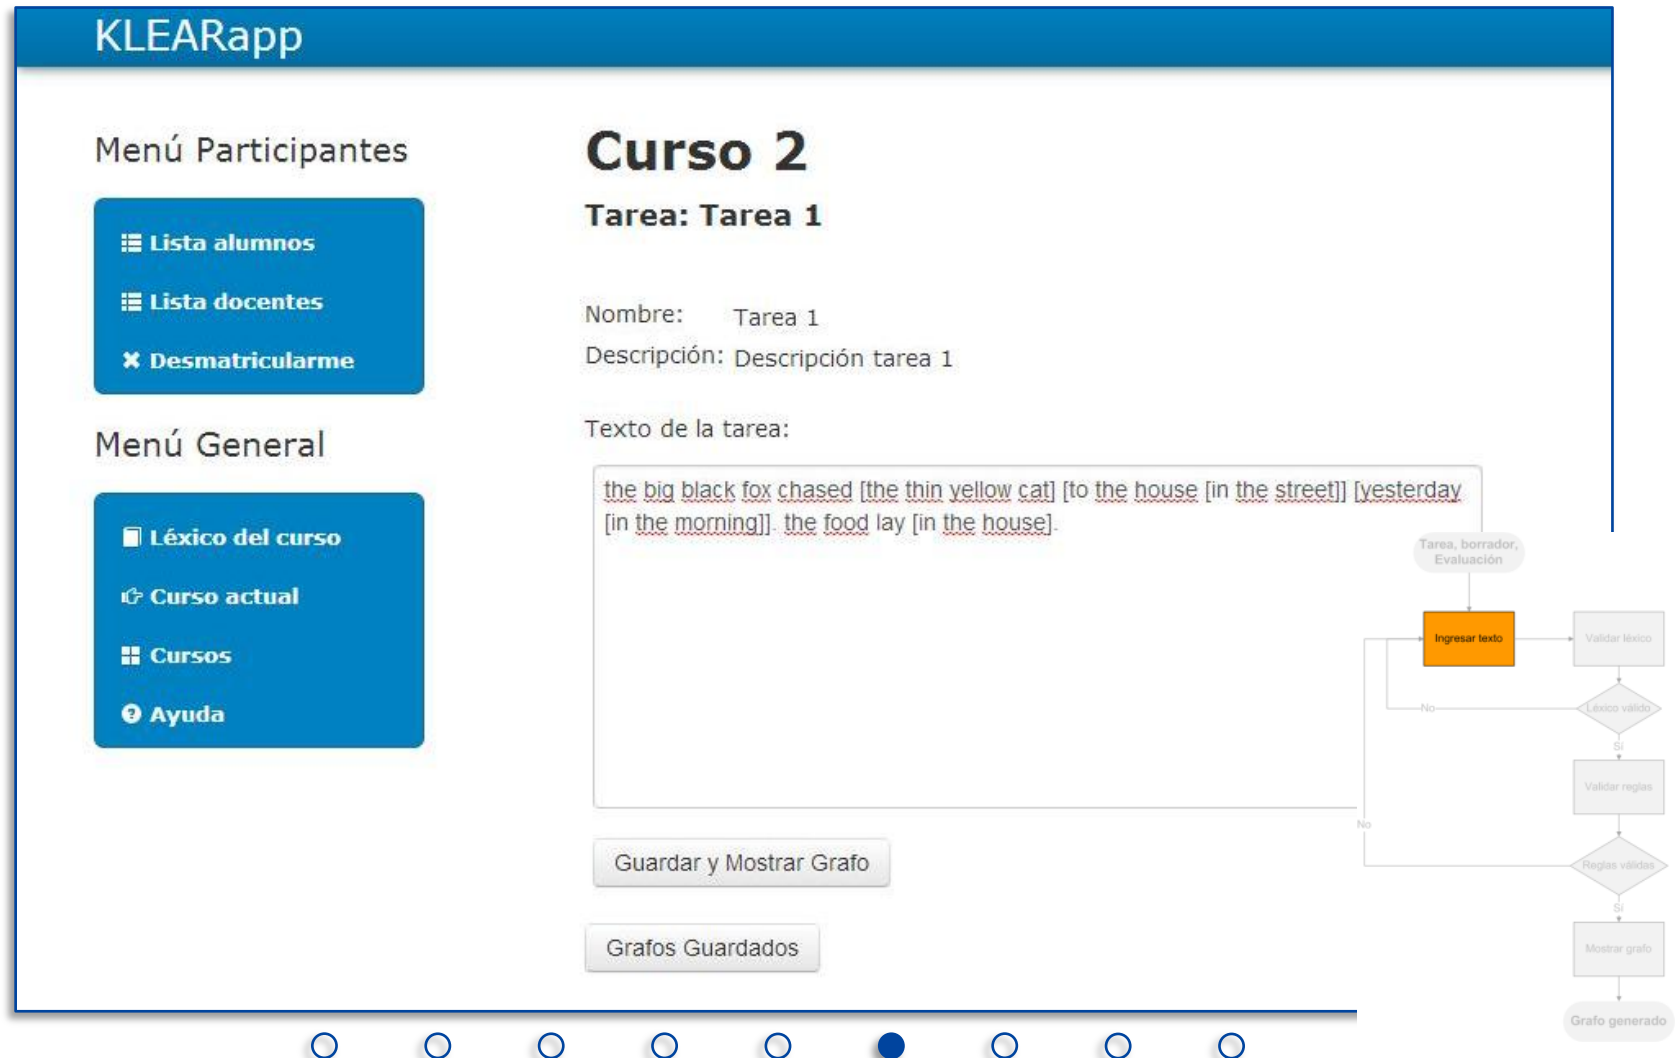 KLEARapp
Menú Participantes
Lista alumnos
Lista docentes
Desmatricularme
Menú General
Léxico del curso
Curso actual
Cursos
Ayuda
Curso 2
Tarea: Tarea 1
Nombre: Tarea 1
Descripción: Descripción tarea 1
Texto de la tarea:
the big black fox chased [the thin yellow cat] [to the house [in the street]] [yesterday
[in the morning]]. the food lay [in the house].
Guardar y Mostrar Grafo
Grafos Guardados
Tarea, borrador,
Evaluación
Ingresar texto
Validar léxico
Léxico válido
No
Sí
Validar reglas
No
Reglas válidas
Sí
Mostrar grafo
Grafo generado